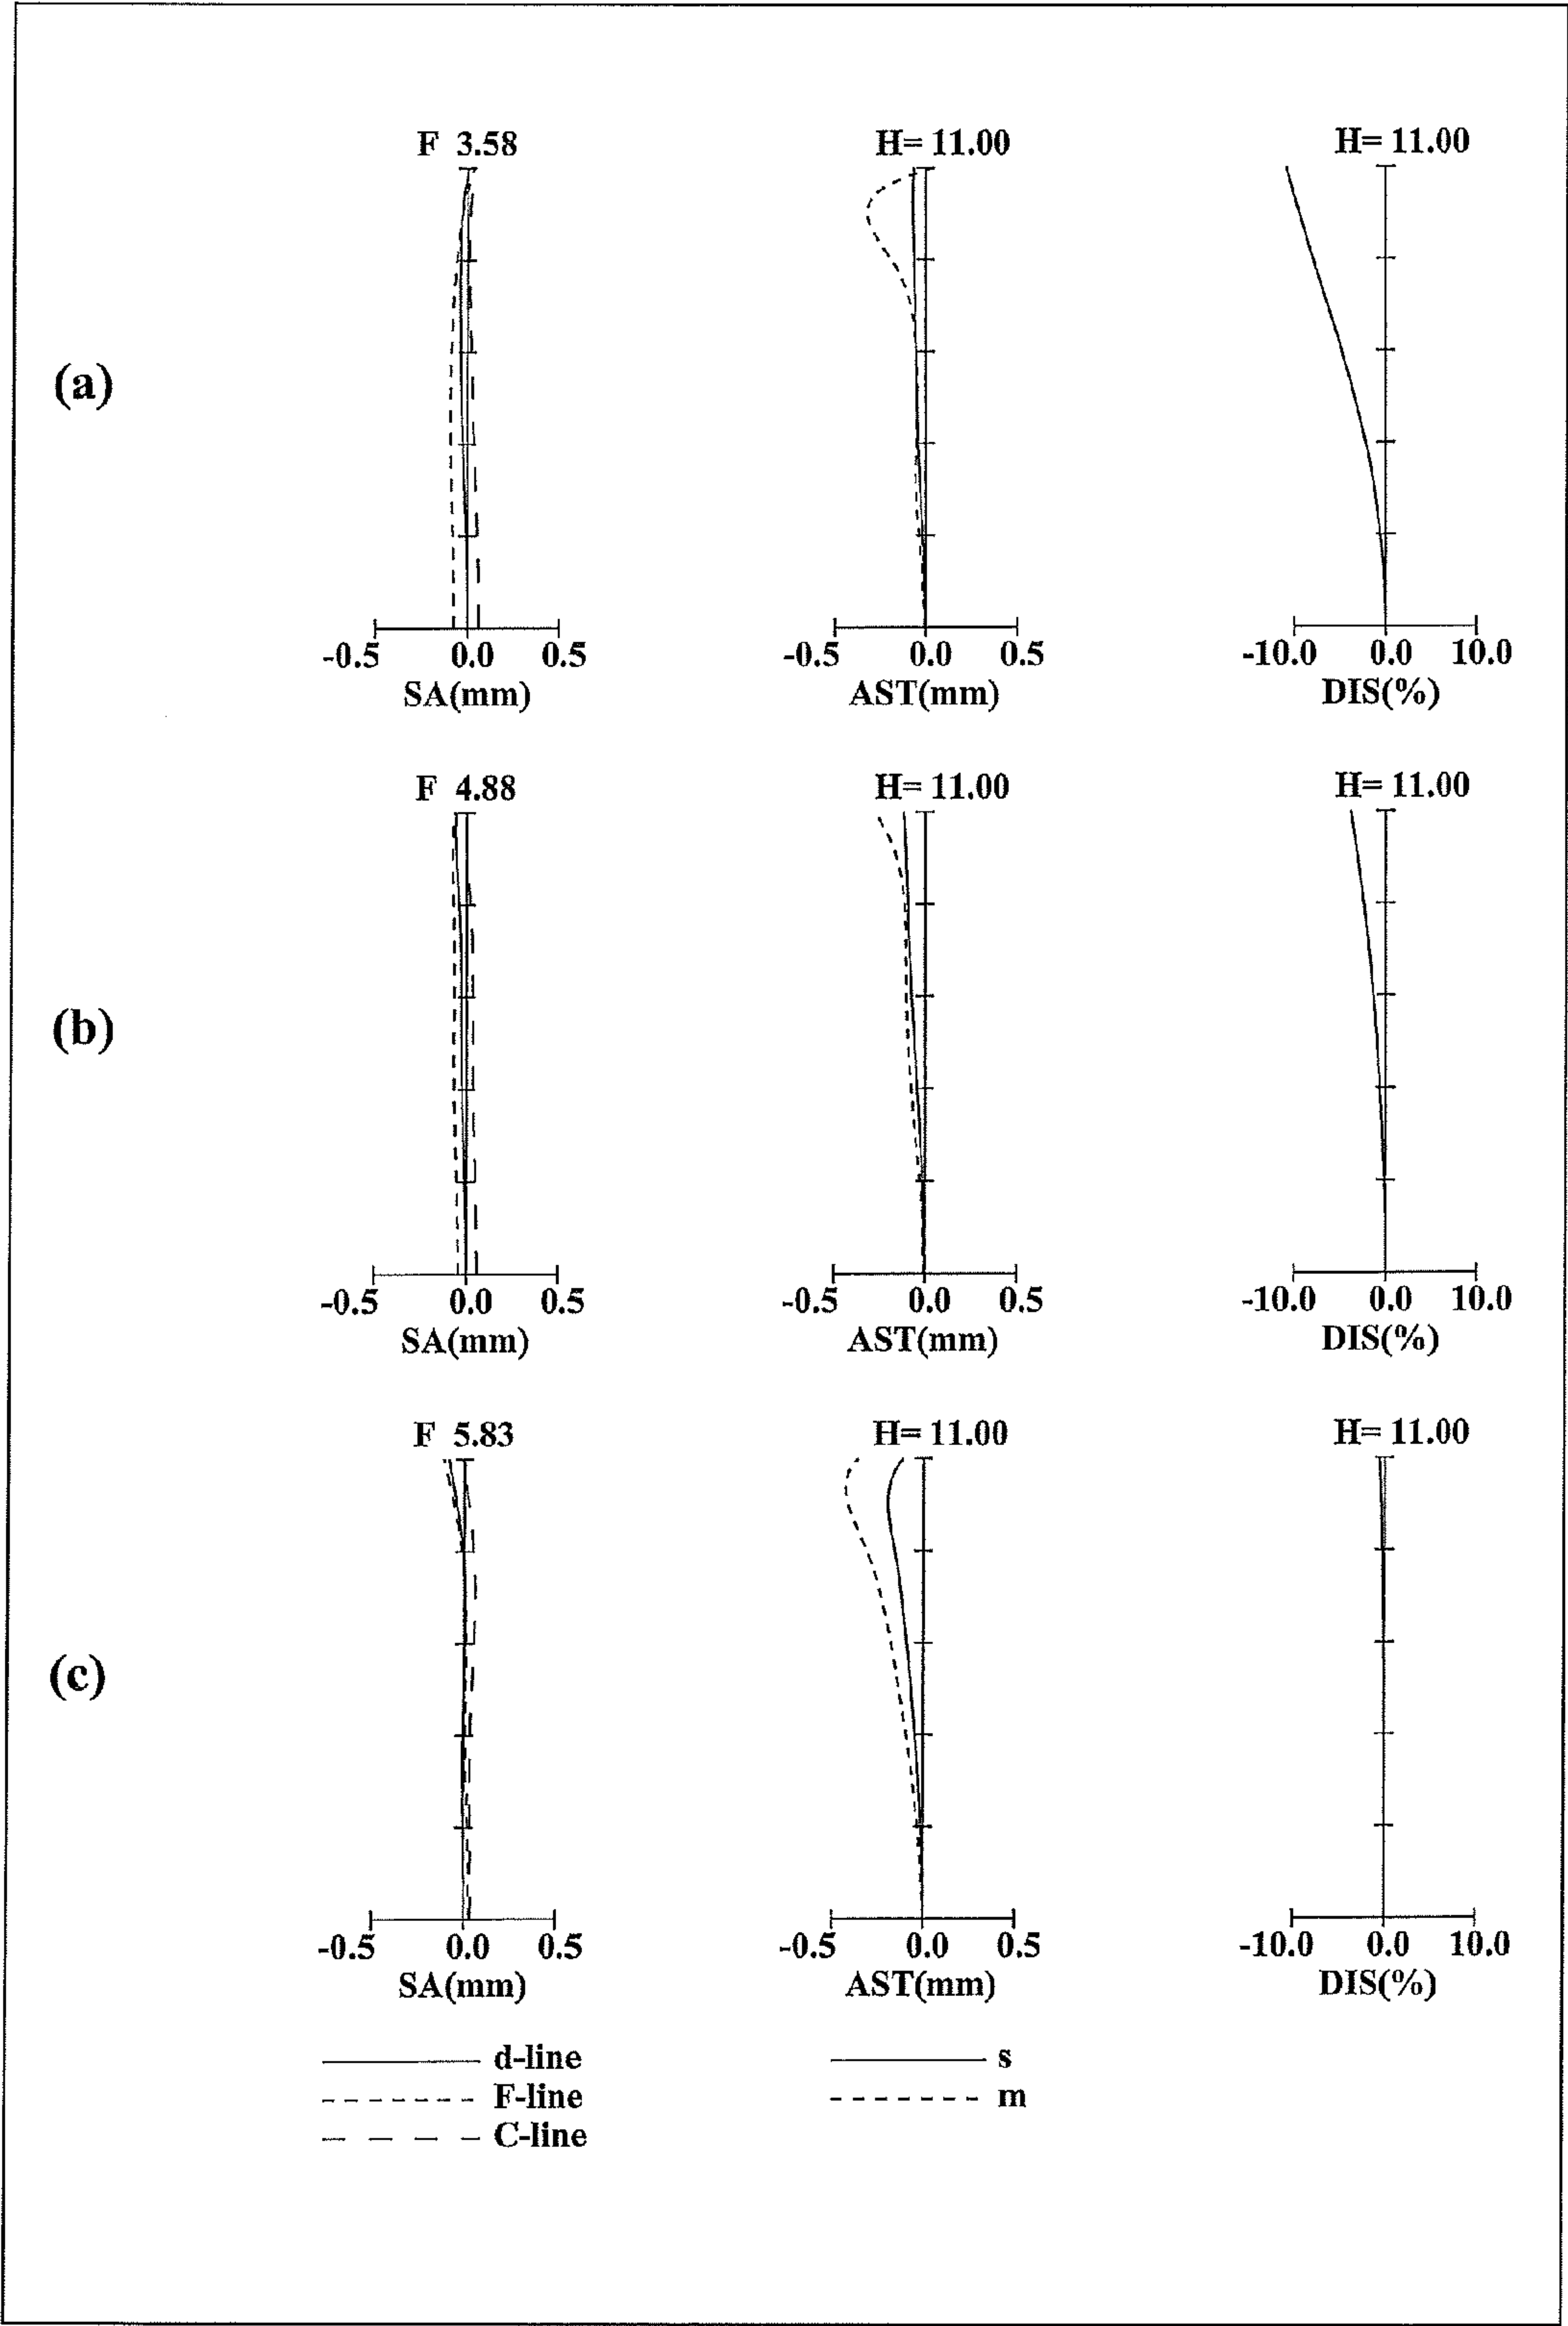 F 3.58
H= 11.00
H= 11.00
(a)
-0.5 0.0 0.5
SA(mm)
-0.5 0.0 0.5
AST(mm)
-10.0 0.0 10.0
DIS(%)
F 4.88
H= 11.00
H= 11.00
(b)
-0.5 0.0 0.5
SA(mm)
-0.5 0.0 0.5
AST(mm)
-10.0 0.0 10.0
DIS(%)
F 5.83
H= 11.00
H= 11.00
(c)
-0.5 0.0 0.5
SA(mm)
-0.5 0.0 0.5
AST(mm)
-10.0 0.0 10.0
DIS(%)
d-line
F-line
C-line
s
m